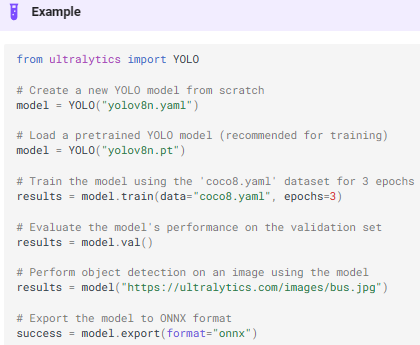 Example
from ultralytics import YOLO
# Create a new YOLO model from scratch
model = YOLO("yolov8n.yaml")
# Load a pretrained YOLO model (recommended for training)
model = YOLO("yolov8n.pt")
# Train the model using the 'coco8.yaml' dataset for 3 epochs
results = model.train(data="coco8.yaml", epochs=3)
# Evaluate the model's performance on the validation set
results = model.val()
# Perform object detection on an image using the model
results = model("https://ultralytics.com/images/bus.jpg")
# Export the model to ONNX format
success = model.export(format="onnx")